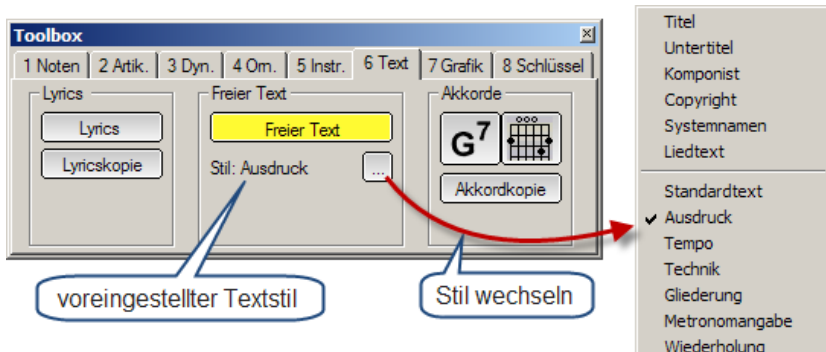 Toolbox
1 Noten 2 Artik. 3 Dyn. 4 Orn. 5 Instr. 6 Text 7 Grafik 8 Schlüssel
Lyrics
Lyrics
Lyricskopie
Freier Text
Freier Text
Stil: Ausdruck ...
Akkorde
G7
Akkordkopie
voreingestellter Textstil
Stil wechseln
Titel
Untertitel
Komponist
Copyright
Systemnamen
Liedtext
Standardtext
Ausdruck
Tempo
Technik
Gliederung
Metronomangabe
Wiederholung